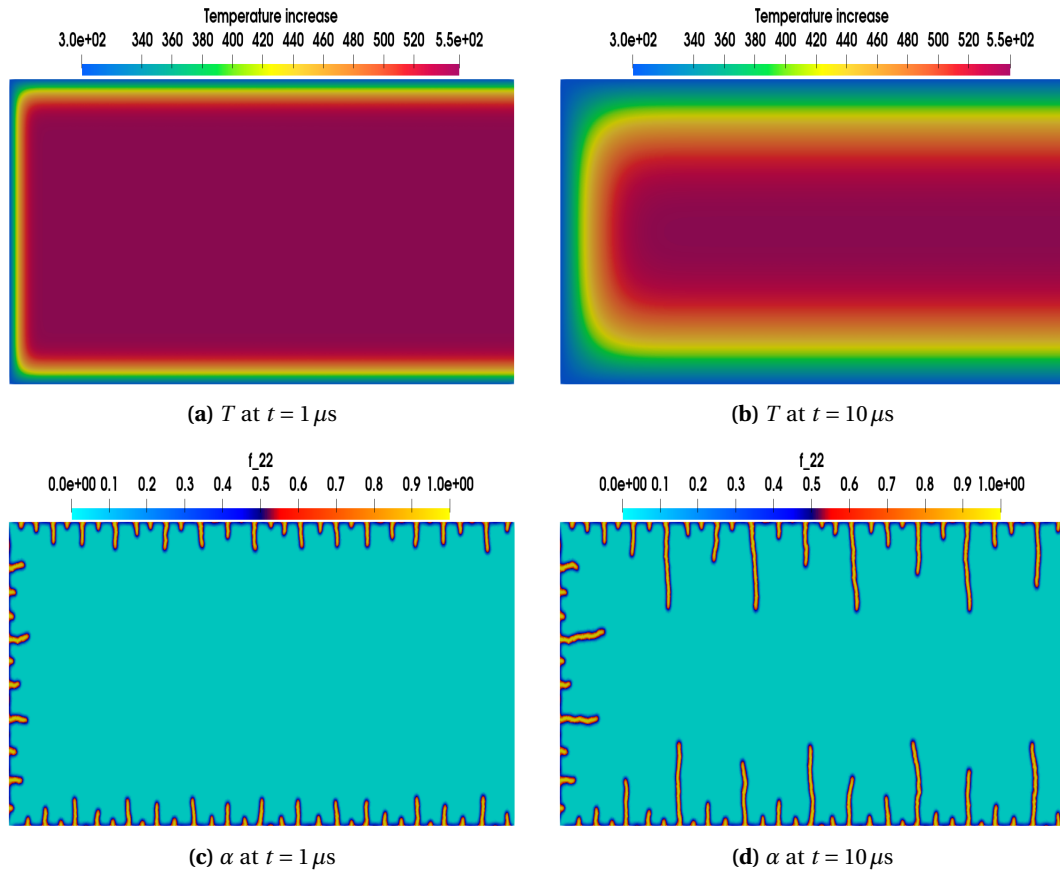 Temperature increase
3.0e+02 340 360 380 400 420 440 460 480 500 520 5.5e+02
Temperature increase
3.0e+02 340 360 380 400 420 440 460 480 500 520 5.5e+02
(a) T at t = 1 μs
(b) T at t = 10 μs
f_22
0.0e+00 0.1 0.2 0.3 0.4 0.5 0.6 0.7 0.8 0.9 1.0e+00
f_22
0.0e+00 0.1 0.2 0.3 0.4 0.5 0.6 0.7 0.8 0.9 1.0e+00
(c) α at t = 1 μs
(d) α at t = 10 μs